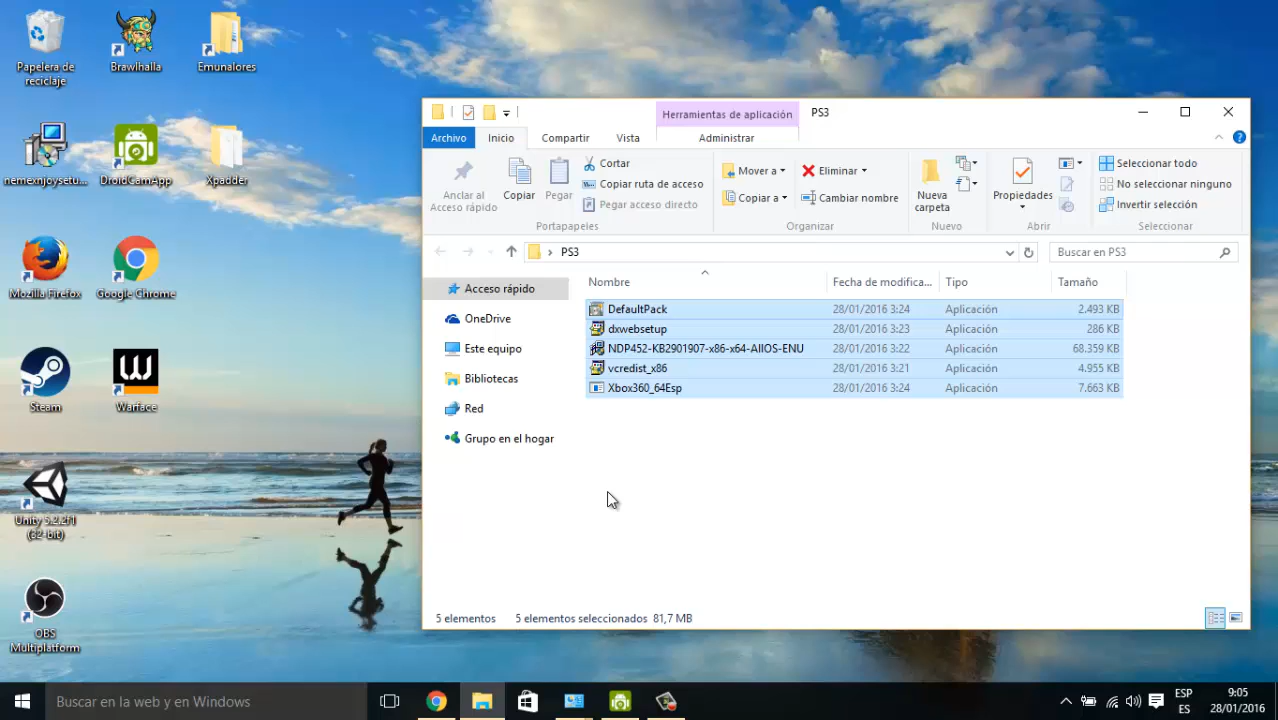 Papelera de
reciclaje
Brawlhalla
Emunalores
nemexnjoysetu...
DroidCamApp
Xpadder
Mozilla Firefox
Google Chrome
Steam
Warface
Unity 5.2.2f1
(32-bit)
OBS
Multiplatform
Herramientas de aplicación
PS3
Archivo
Inicio
Compartir
Vista
Administrar
Anclar al
Acceso rápido
Copiar
Pegar
Cortar
Copiar ruta de acceso
Pegar acceso directo
Portapapeles
Mover a
Copiar a
Eliminar
Cambiar nombre
Organizar
Nueva
carpeta
Nuevo
Propiedades
Abrir
Seleccionar todo
No seleccionar ninguno
Invertir selección
Seleccionar
PS3
Buscar en PS3
Acceso rápido
OneDrive
Este equipo
Bibliotecas
Red
Grupo en el hogar
Nombre Fecha de modifica... Tipo Tamaño
DefaultPack 28/01/2016 3:24 Aplicación 2.493 KB
dxwebsetup 28/01/2016 3:23 Aplicación 286 KB
NDP452-KB2901907-x86-x64-AllOS-ENU 28/01/2016 3:22 Aplicación 68.359 KB
vcredist_x86 28/01/2016 3:21 Aplicación 4.955 KB
Xbox360_64Esp 28/01/2016 3:24 Aplicación 7.663 KB
5 elementos 5 elementos seleccionados 81,7 MB
Buscar en la web y en Windows
ESP
ES
9:05
28/01/2016